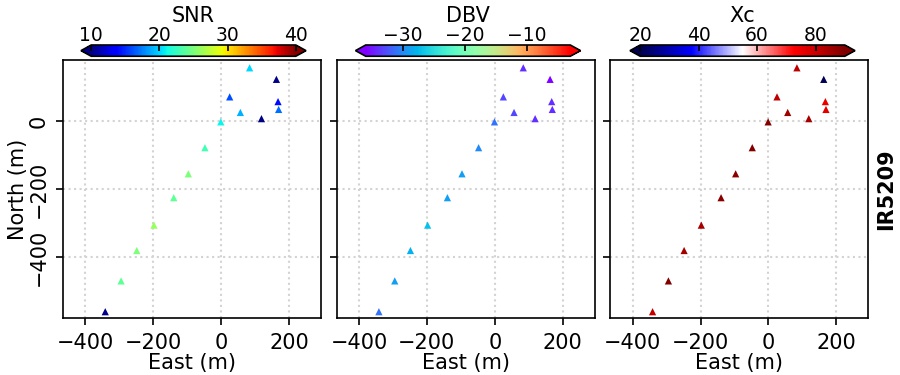 SNR DBV Xc
10 20 30 40 −30 −20 −10 20 40 60 80
North (m)
0
−200
−400
IR5209
−400 −200 0 200 −400 −200 0 200 −400 −200 0 200
East (m) East (m) East (m)